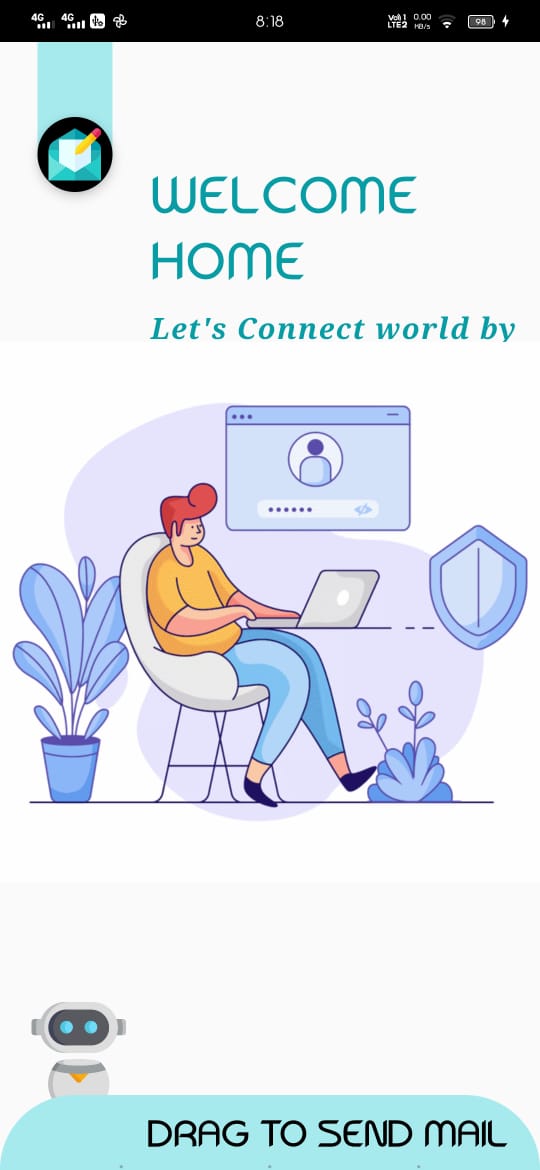 4G 4G 8:18 Vo1 LTE2 0.00 KB/s 98
WELCOME
HOME
Let's Connect world by
DRAG TO SEND MAIL